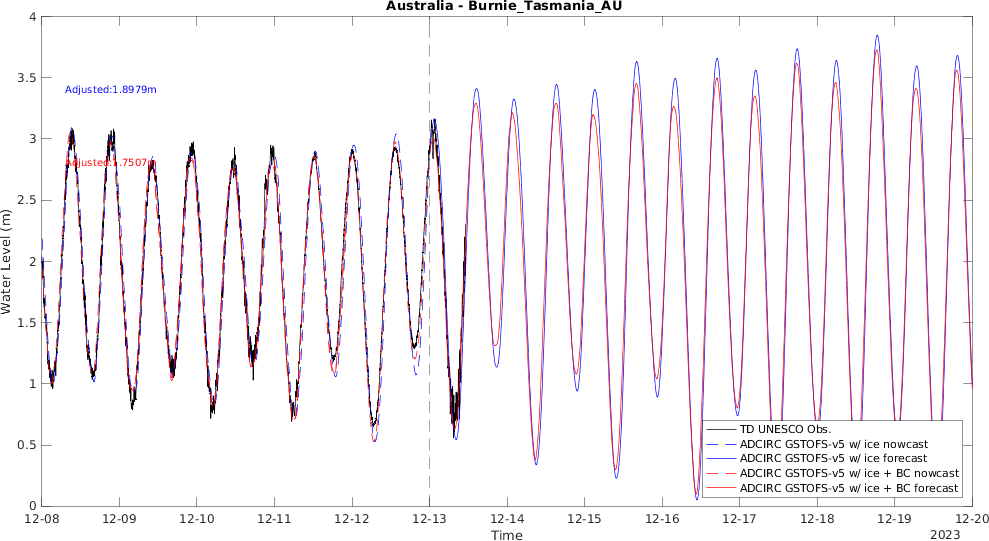 Australia - Burnie_Tasmania_AU
4
3.5
3
2.5
2
1.5
1
0.5
0
Water Level (m)
Adjusted:1.8979m
Adjusted:1.7507m
TD UNESCO Obs.
ADCIRC GSTOFS-v5 w/ ice nowcast
ADCIRC GSTOFS-v5 w/ ice forecast
ADCIRC GSTOFS-v5 w/ ice + BC nowcast
ADCIRC GSTOFS-v5 w/ ice + BC forecast
12-08 12-09 12-10 12-11 12-12 12-13 12-14 12-15 12-16 12-17 12-18 12-19 12-20
Time
2023